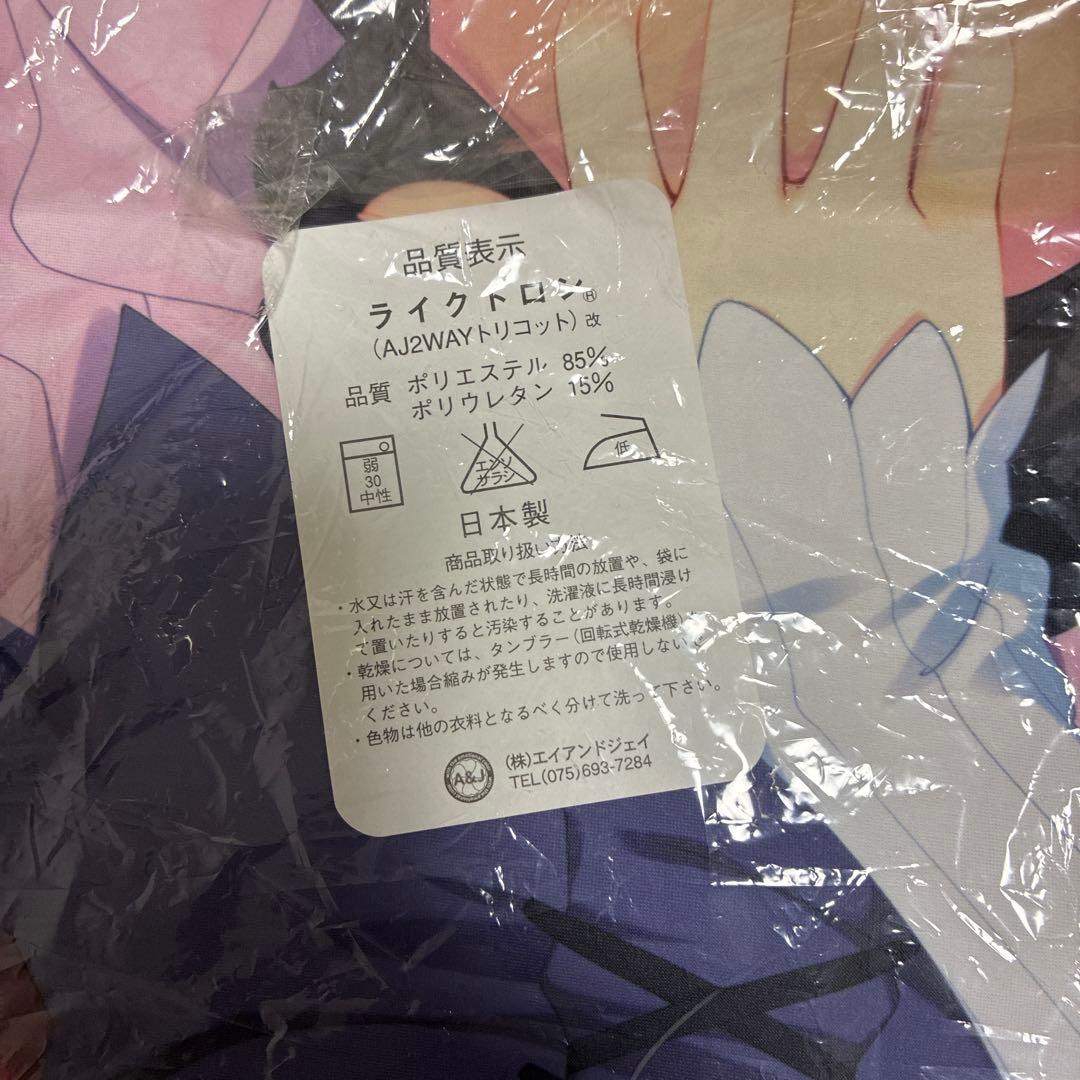 品質表示
ライクトロン®
(AJ2WAYトリコット)改
品質 ポリエステル 85%
ポリウレタン 15%
弱
30
中性
エンソ
サラシ
低
日本製
商品取り扱い方法
・水又は汗を含んだ状態で長時間の放置や、袋に
入れたまま放置されたり、洗濯液に長時間浸け
て置いたりすると汚染することがあります。
・乾燥については、タンブラー(回転式乾燥機)を
用いた場合縮みが発生しますので使用しないで
ください。
・色物は他の衣料となるべく分けて洗って下さい。
A&J
(株)エイアンドジェイ
TEL(075)693-7284